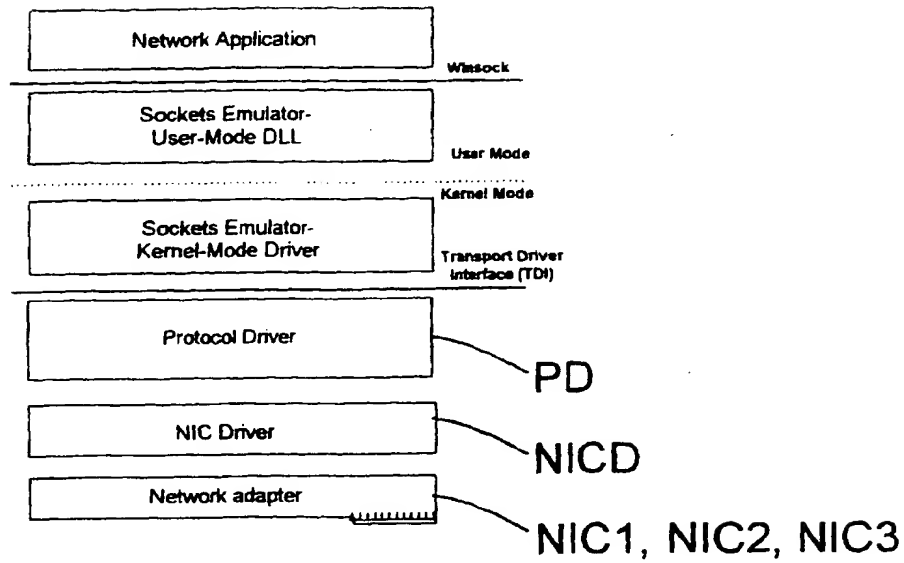 Network Application
Winsock
Sockets Emulator-
User-Mode DLL
User Mode
Kernel Mode
Sockets Emulator-
Kernel-Mode Driver
Transport Driver
Interface (TDI)
Protocol Driver
PD
NIC Driver
NICD
Network adapter
NIC1, NIC2, NIC3